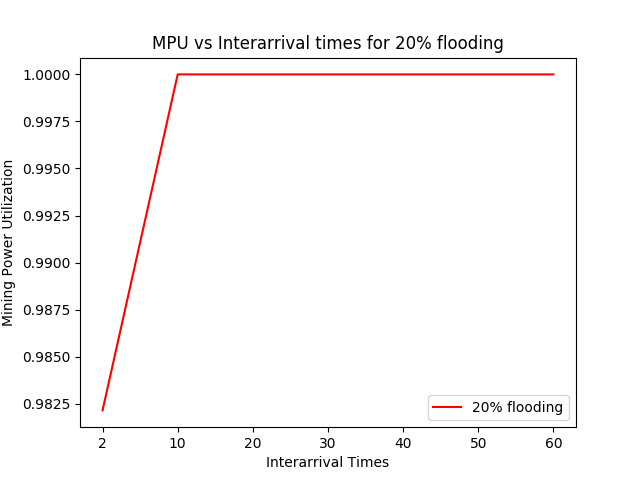 MPU vs Interarrival times for 20% flooding
Mining Power Utilization
1.0000
0.9975
0.9950
0.9925
0.9900
0.9875
0.9850
0.9825
20% flooding
2 10 20 30 40 50 60
Interarrival Times